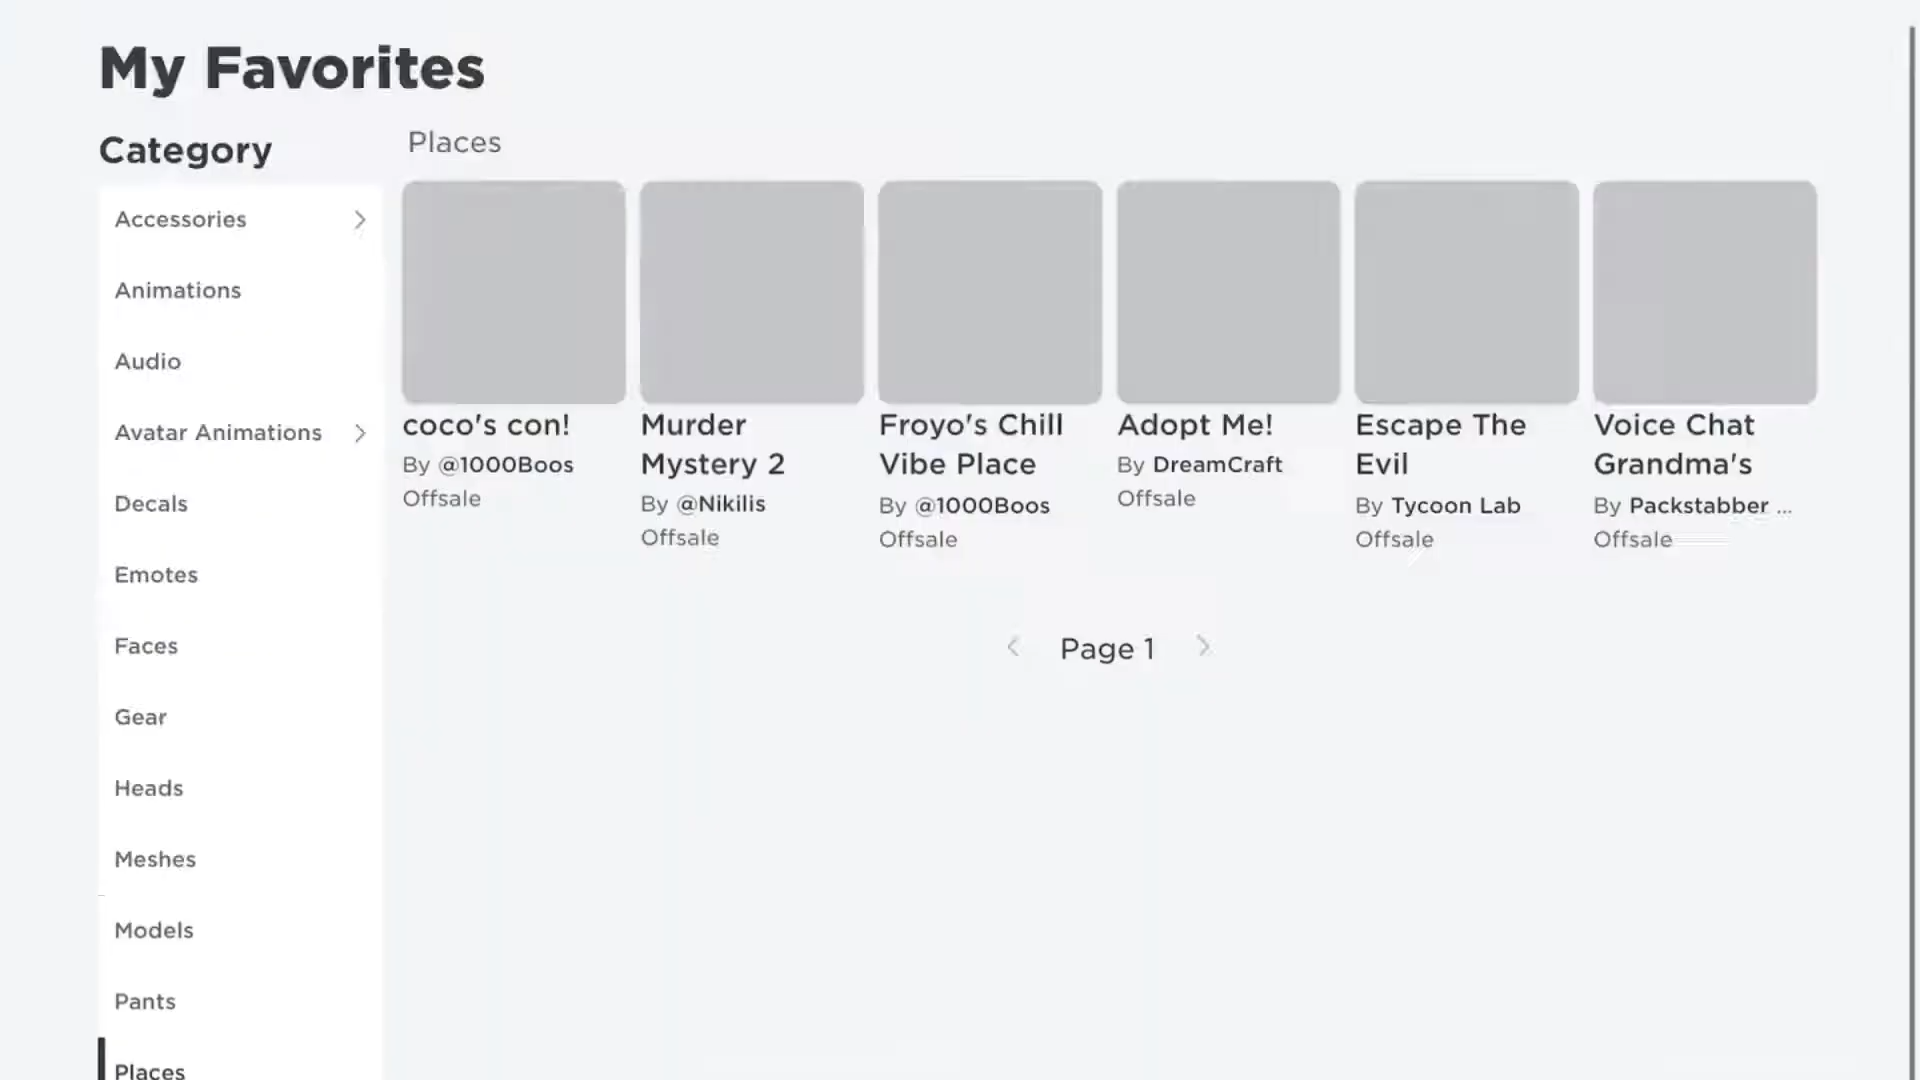 My Favorites
Category
Accessories
Animations
Audio
Avatar Animations
Decals
Emotes
Faces
Gear
Heads
Meshes
Models
Pants
Places
Places
coco's con!
By @1000Boos
Offsale
Murder
Mystery 2
By @Nikilis
Offsale
Froyo's Chill
Vibe Place
By @1000Boos
Offsale
Adopt Me!
By DreamCraft
Offsale
Escape The
Evil
By Tycoon Lab
Offsale
Voice Chat
Grandma's
By Packstabber ...
Offsale
Page 1